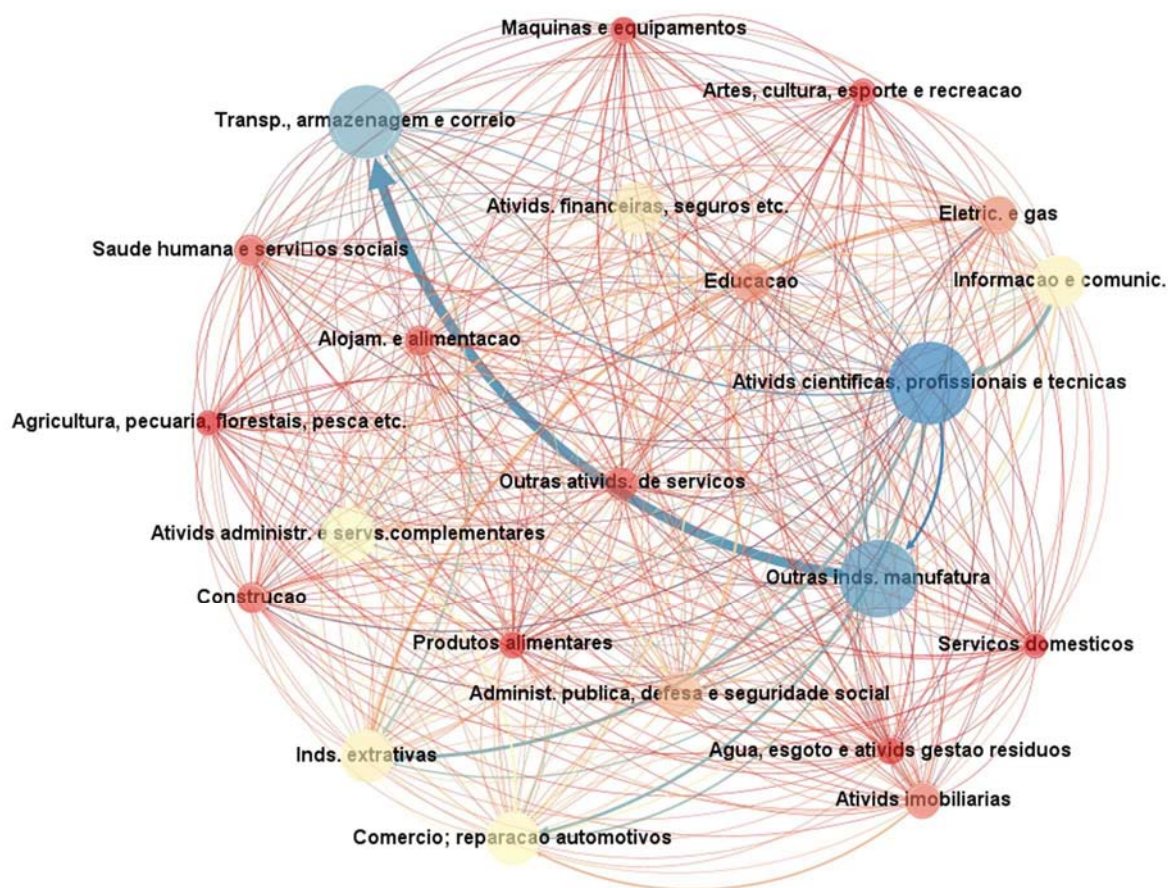 Maquinas e equipamentos
Artes, cultura, esporte e recreacao
Transp., armazenagem e correio
Ativids. financeiras, seguros etc.
Eletric. e gas
Saude humana e servi□os sociais
Educacao
Informacao e comunic.
Alojam. e alimentacao
Ativids cientificas, profissionais e tecnicas
Agricultura, pecuaria, florestais, pesca etc.
Outras ativids. de servicos
Ativids administr. e servs.complementares
Outras inds. manufatura
Construcao
Produtos alimentares
Servicos domesticos
Administ. publica, defesa e seguridade social
Inds. extrativas
Agua, esgoto e ativids gestao residuos
Ativids imobiliarias
Comercio; reparacao automotivos